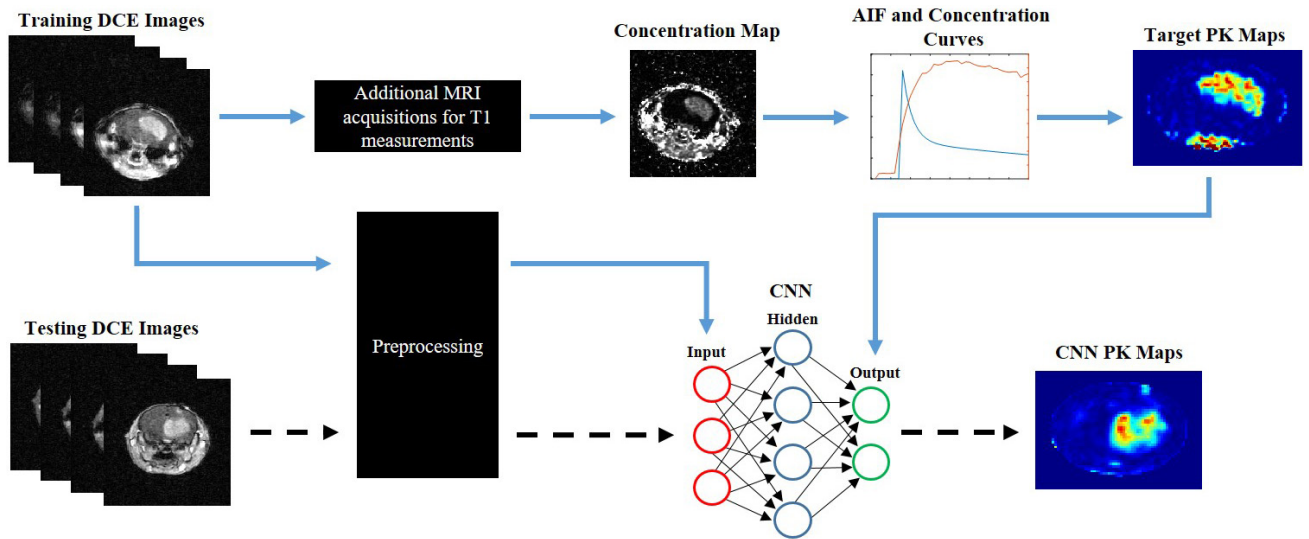 Training DCE Images
Additional MRI
acquisitions for T1
measurements
Concentration Map
AIF and Concentration
Curves
Target PK Maps
Testing DCE Images
Preprocessing
CNN
Hidden
Input
Output
CNN PK Maps